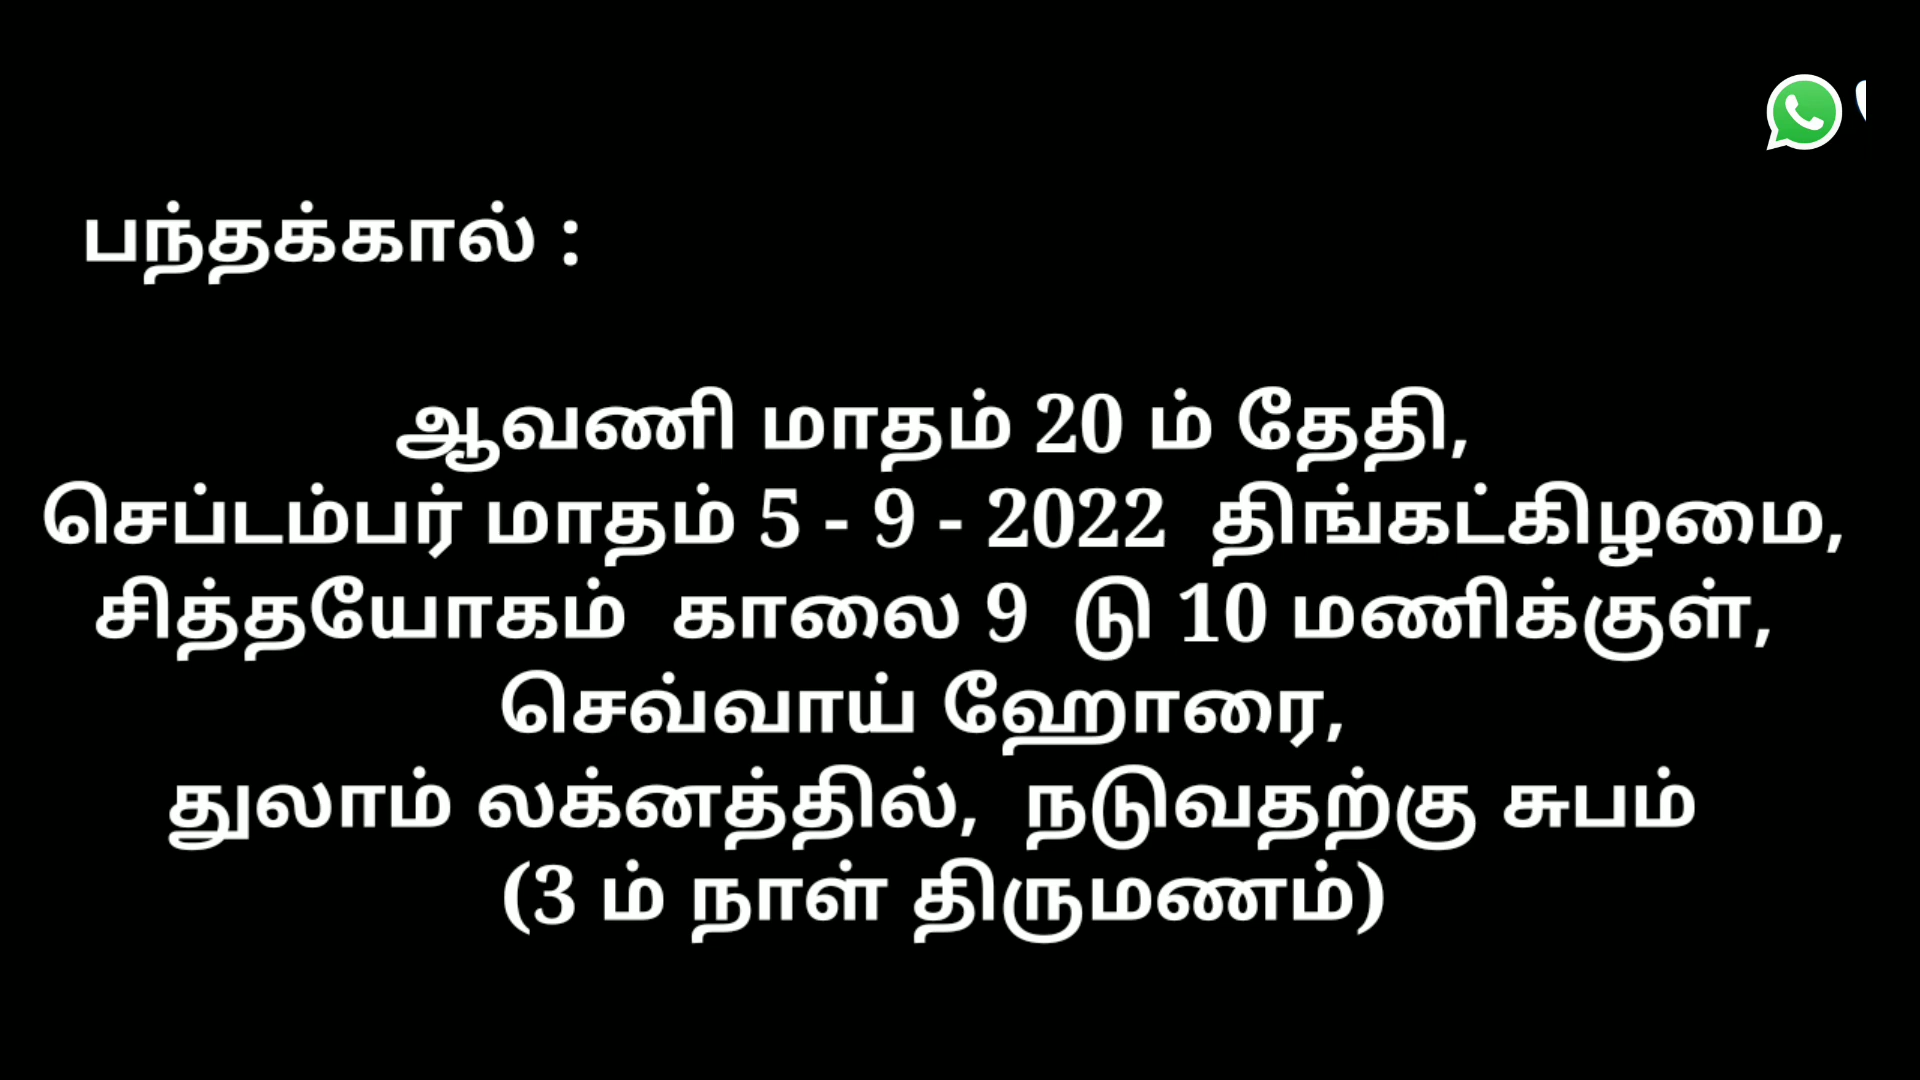 பந்தக்கால் :
ஆவணி மாதம் 20 ம் தேதி,
செப்டம்பர் மாதம் 5 - 9 - 2022 திங்கட்கிழமை,
சித்தயோகம் காலை 9 டு 10 மணிக்குள்,
செவ்வாய் ஹோரை,
துலாம் லக்னத்தில், நடுவதற்கு சுபம்
(3 ம் நாள் திருமணம்)